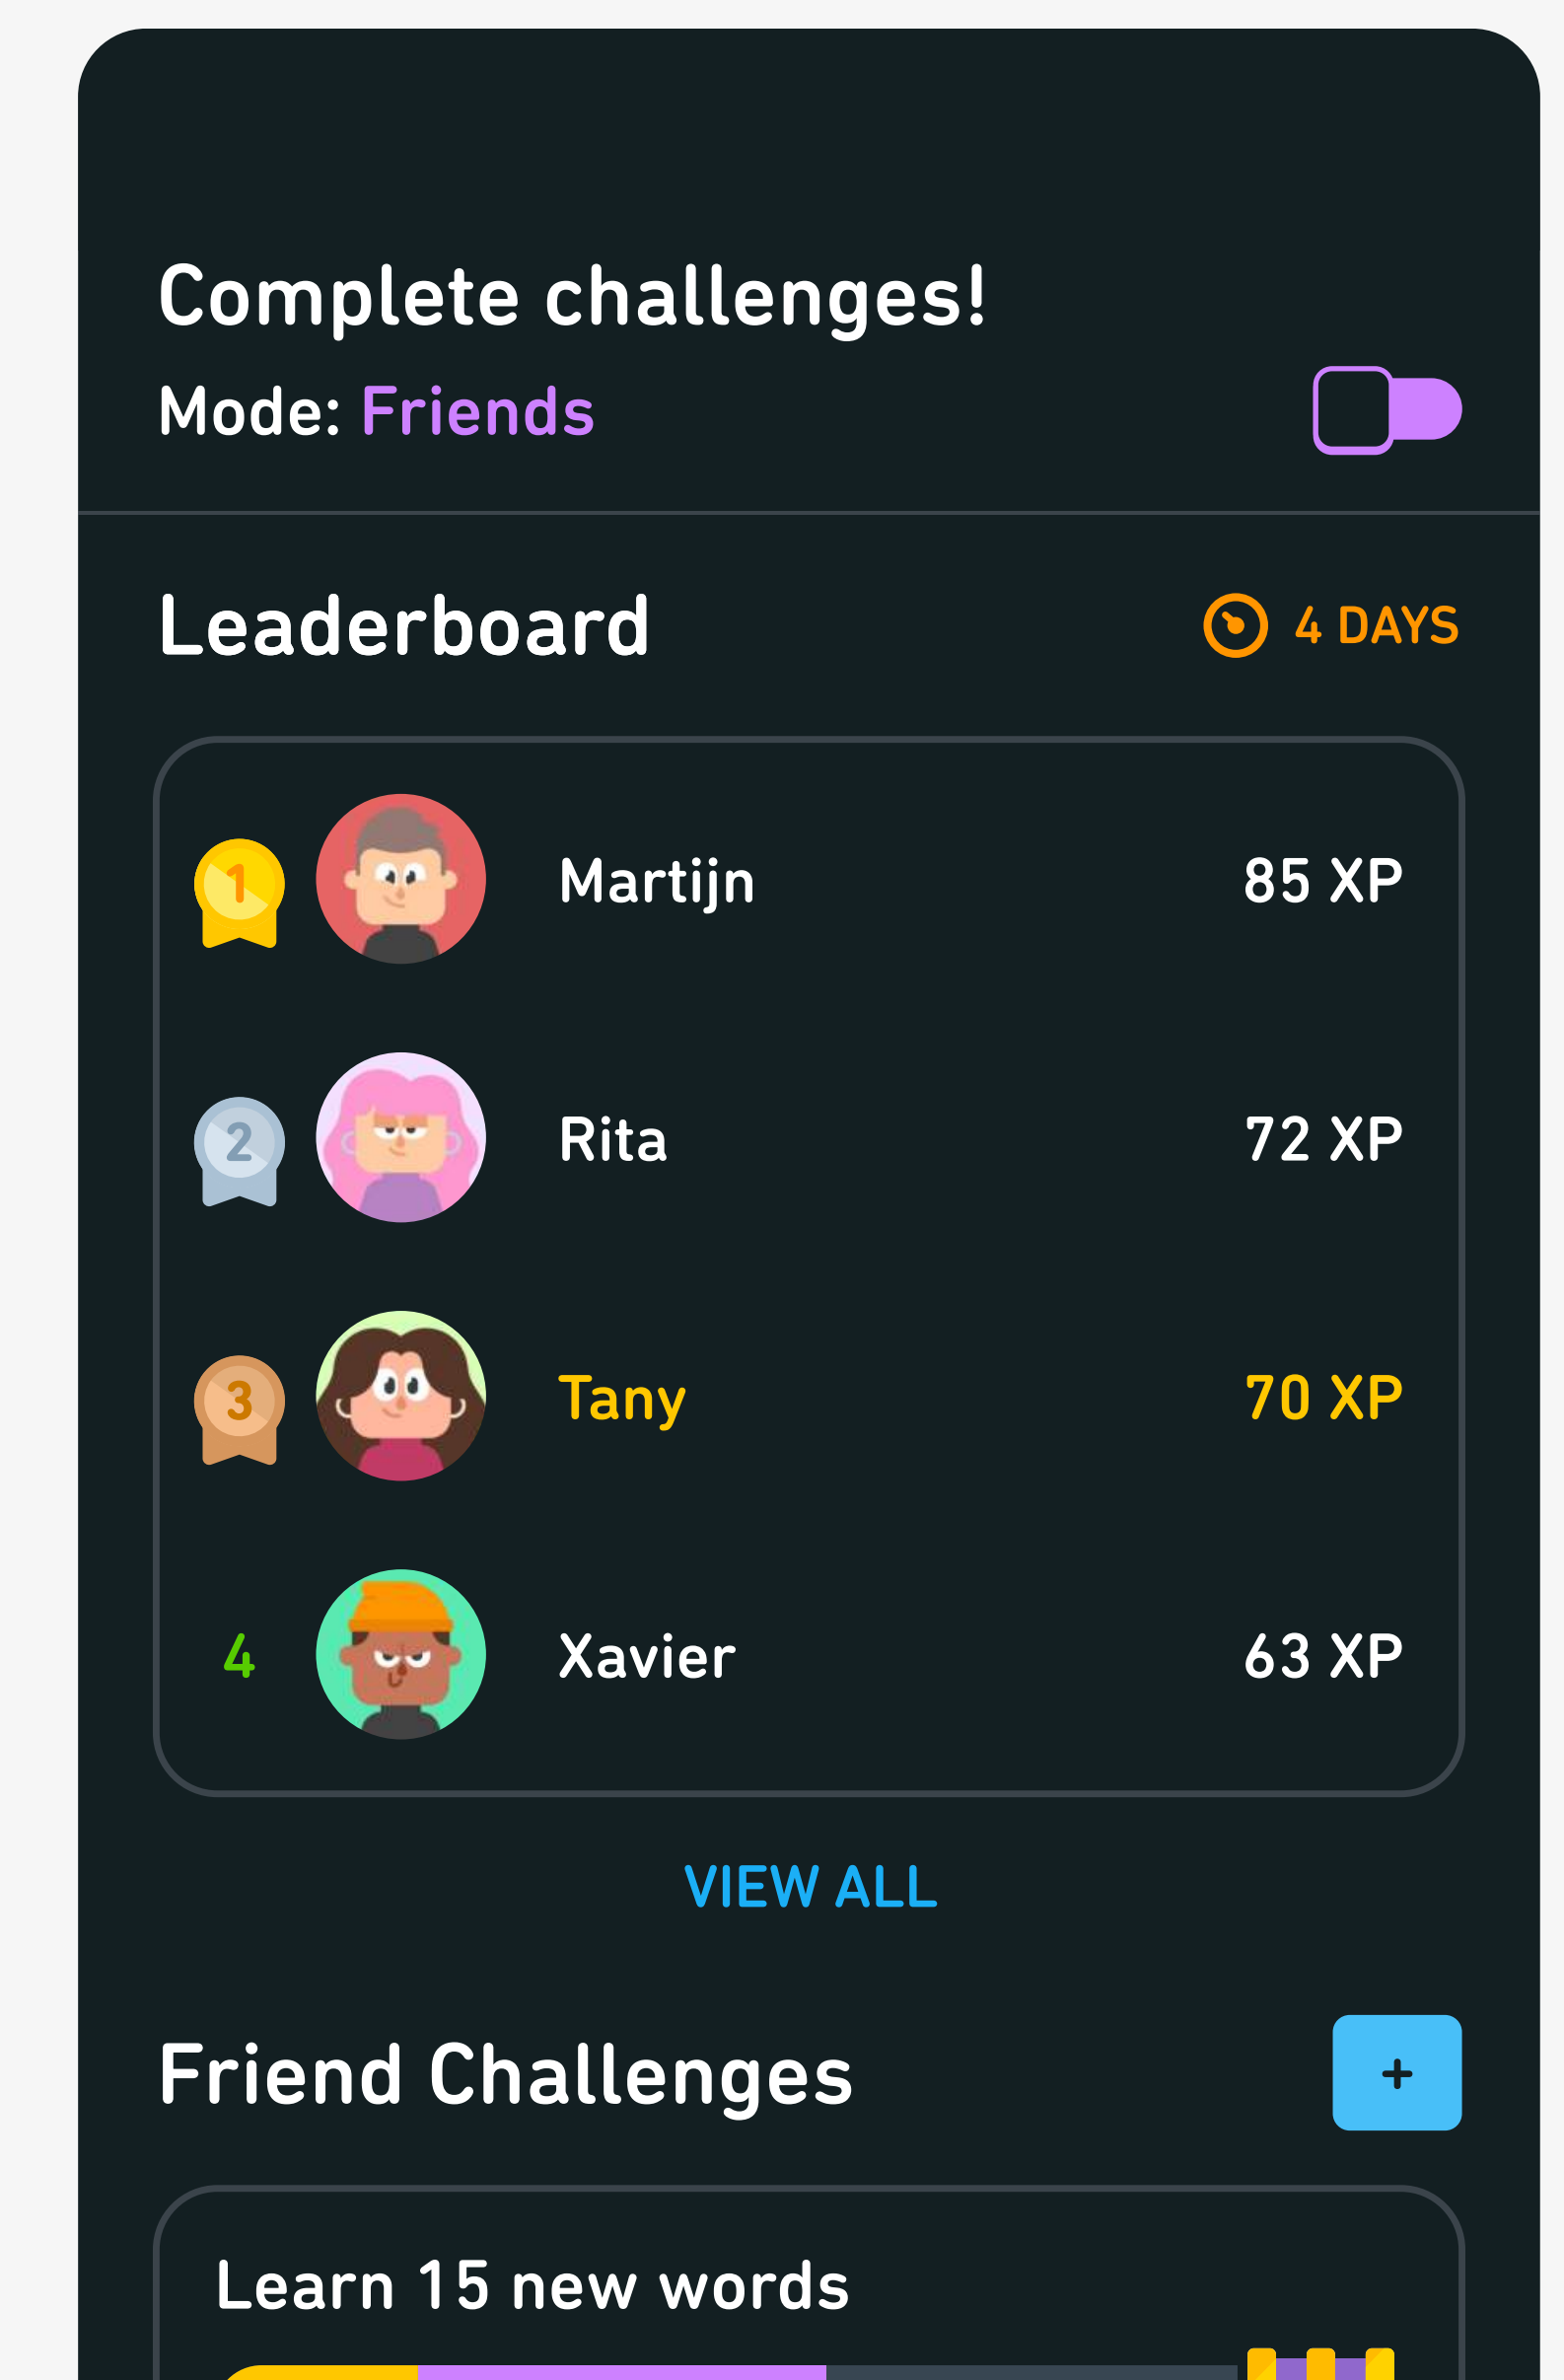 Complete challenges!
Mode: Friends
Leaderboard 4 DAYS
1 Martijn 85 XP
2 Rita 72 XP
3 Tany 70 XP
4 Xavier 63 XP
VIEW ALL
Friend Challenges +
Learn 15 new words